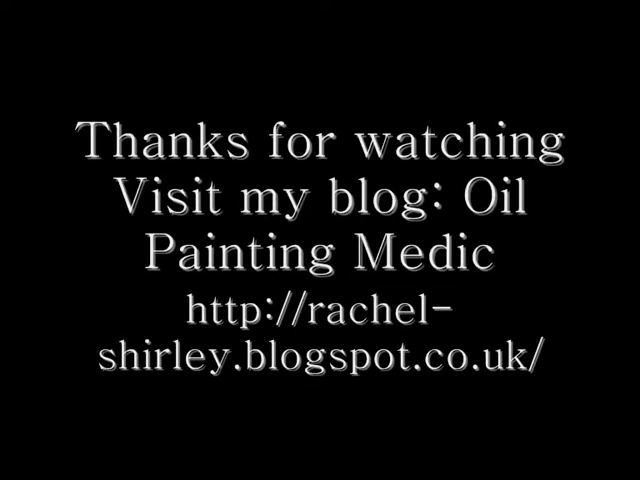 Thanks for watching
Visit my blog: Oil
Painting Medic
http://rachel-
shirley.blogspot.co.uk/